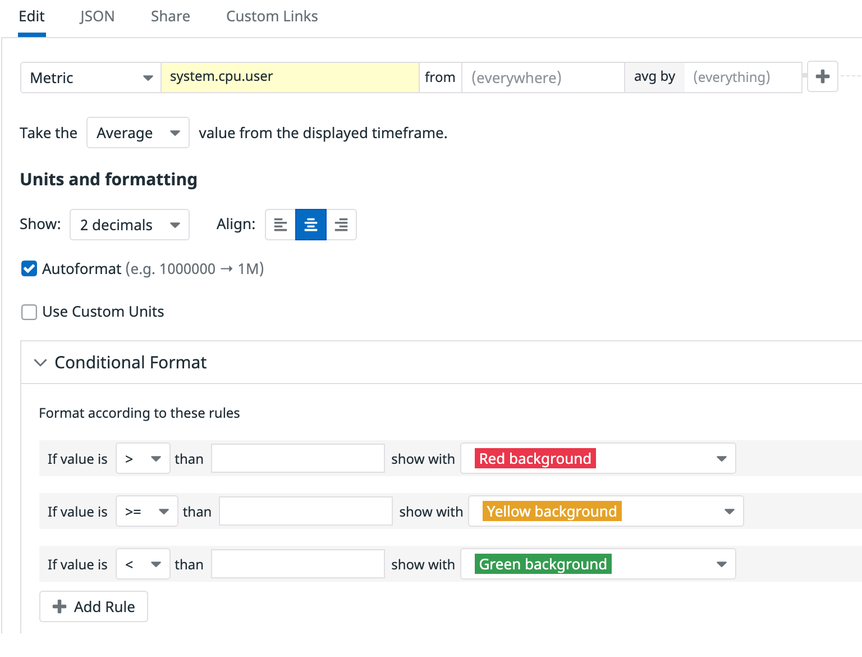 Edit JSON Share Custom Links
Metric system.cpu.user from (everywhere) avg by (everything)
Take the Average value from the displayed timeframe.
Units and formatting
Show: 2 decimals Align:
Autoformat (e.g. 1000000 → 1M)
Use Custom Units
Conditional Format
Format according to these rules
If value is > than show with Red background
If value is >= than show with Yellow background
If value is < than show with Green background
Add Rule